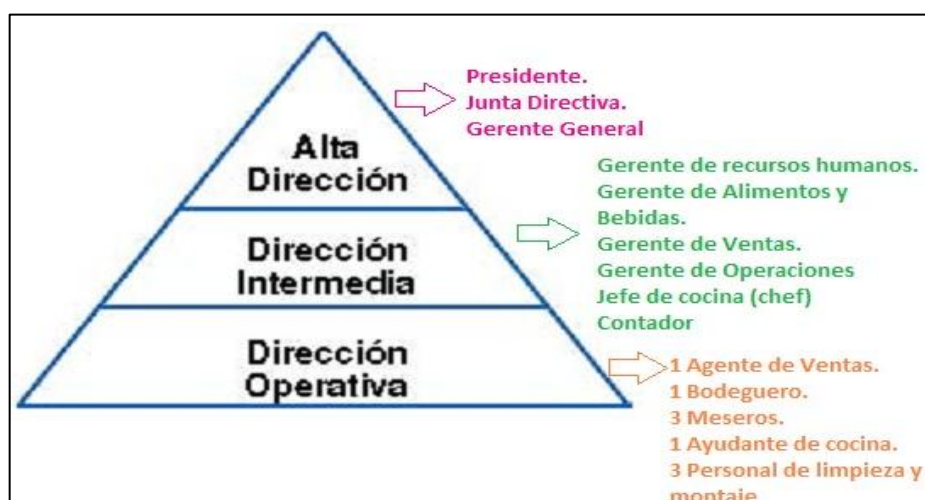 Presidente.
Junta Directiva.
Gerente General
Alta
Dirección
Gerente de recursos humanos.
Gerente de Alimentos y
Bebidas.
Gerente de Ventas.
Gerente de Operaciones
Jefe de cocina (chef)
Contador
Dirección
Intermedia
Dirección
Operativa
1 Agente de Ventas.
1 Bodeguero.
3 Meseros.
1 Ayudante de cocina.
3 Personal de limpieza y
montaje